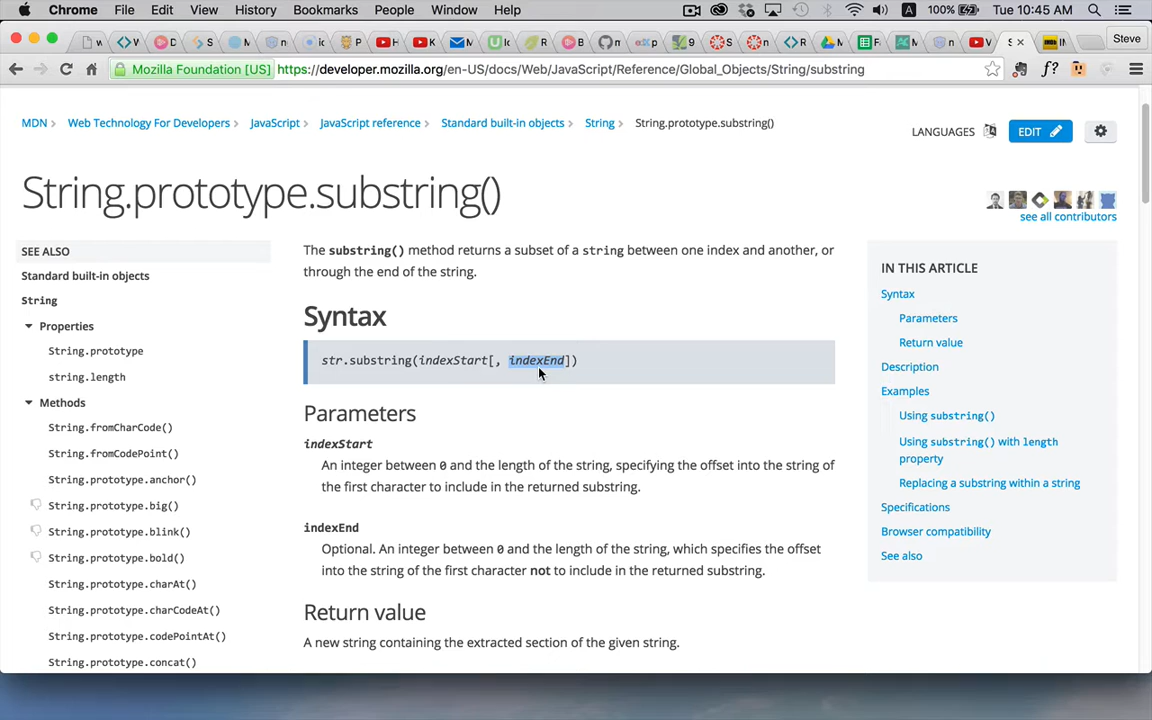 Chrome File Edit View History Bookmarks People Window Help 100% Tue 10:45 AM
Steve
Mozilla Foundation [US] https://developer.mozilla.org/en-US/docs/Web/JavaScript/Reference/Global_Objects/String/substring
MDN Web Technology For Developers JavaScript JavaScript reference Standard built-in objects String String.prototype.substring()
LANGUAGES EDIT
String.prototype.substring()
see all contributors
SEE ALSO
Standard built-in objects
String
Properties
String.prototype
string.length
Methods
String.fromCharCode()
String.fromCodePoint()
String.prototype.anchor()
String.prototype.big()
String.prototype.blink()
String.prototype.bold()
String.prototype.charAt()
String.prototype.charCodeAt()
String.prototype.codePointAt()
String.prototype.concat()
The substring() method returns a subset of a string between one index and another, or
through the end of the string.
Syntax
str.substring(indexStart[, indexEnd])
Parameters
indexStart
An integer between 0 and the length of the string, specifying the offset into the string of
the first character to include in the returned substring.
indexEnd
Optional. An integer between 0 and the length of the string, which specifies the offset
into the string of the first character not to include in the returned substring.
Return value
A new string containing the extracted section of the given string.
IN THIS ARTICLE
Syntax
Parameters
Return value
Description
Examples
Using substring()
Using substring() with length
property
Replacing a substring within a string
Specifications
Browser compatibility
See also